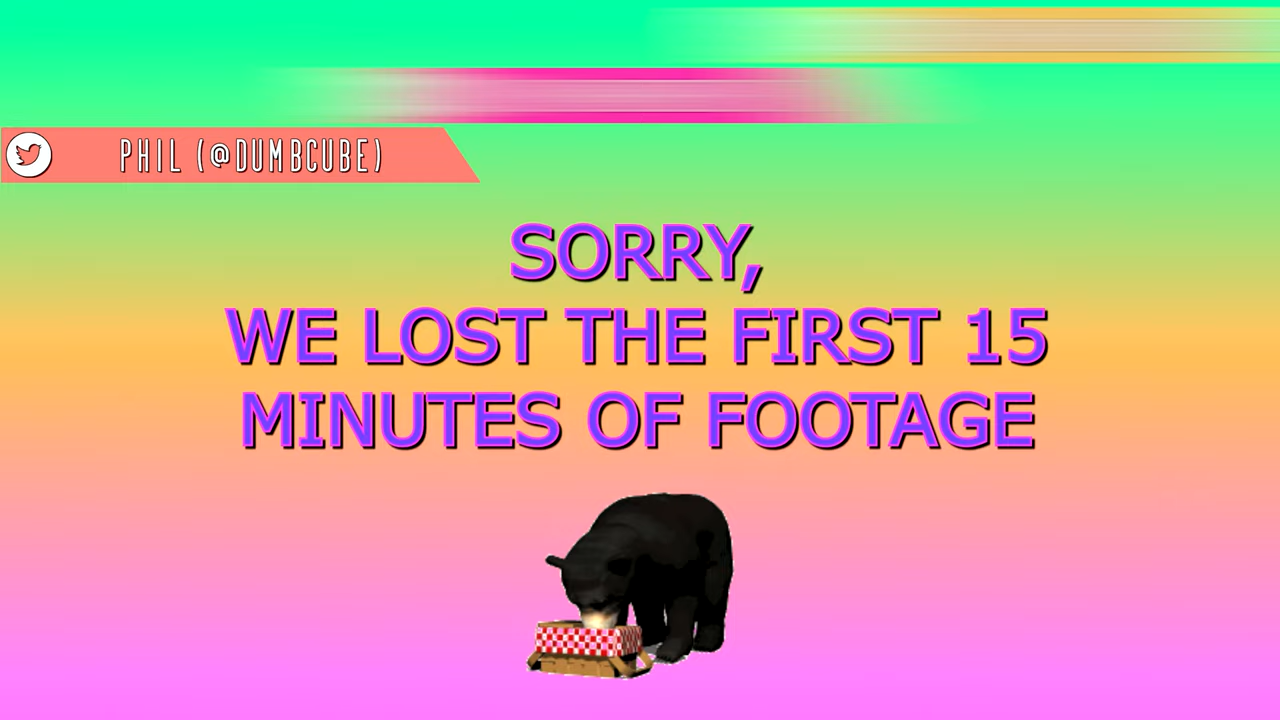 PHIL (@DUMBCUBE)
SORRY,
WE LOST THE FIRST 15
MINUTES OF FOOTAGE